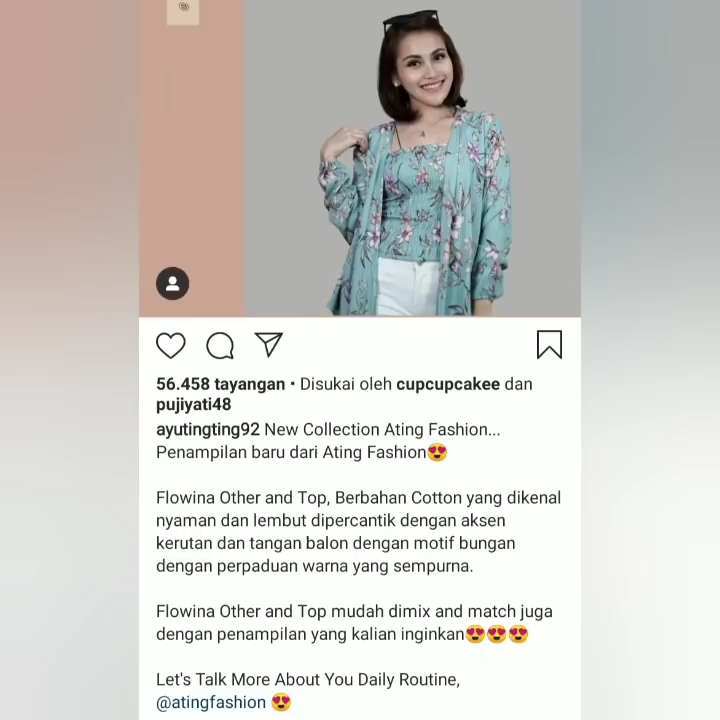 56.458 tayangan • Disukai oleh cupcupcakee dan
pujiyati48
ayutingting92 New Collection Ating Fashion...
Penampilan baru dari Ating Fashion😍
Flowina Other and Top, Berbahan Cotton yang dikenal
nyaman dan lembut dipercantik dengan aksen
kerutan dan tangan balon dengan motif bungan
dengan perpaduan warna yang sempurna.
Flowina Other and Top mudah dimix and match juga
dengan penampilan yang kalian inginkan😍😍😍
Let's Talk More About You Daily Routine,
@atingfashion 😍